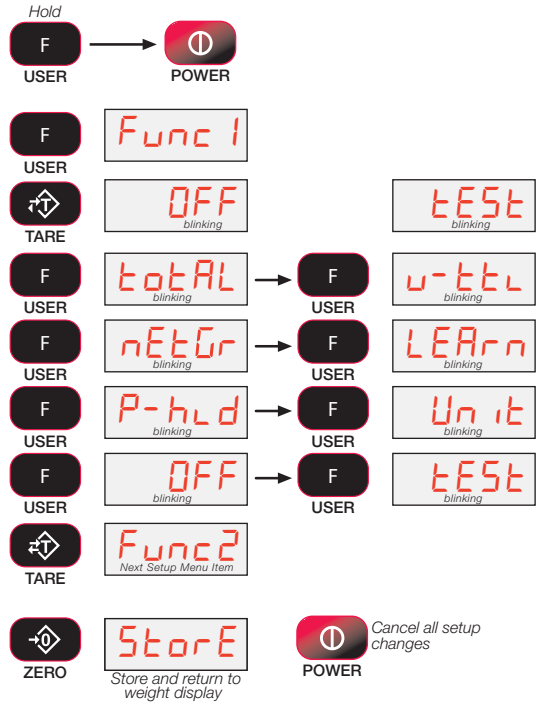 Hold
F
USER
POWER
F
USER
Func 1
T
TARE
OFF
blinking
tESt
blinking
F
USER
totAL
blinking
F
USER
v-ttL
blinking
F
USER
nEtGr
blinking
F
USER
LEArn
blinking
F
USER
P-hLd
blinking
F
USER
Unit
blinking
F
USER
OFF
blinking
F
USER
tESt
blinking
T
TARE
Func2
Next Setup Menu Item
0
ZERO
StorE
Store and return to
weight display
POWER
Cancel all setup
changes